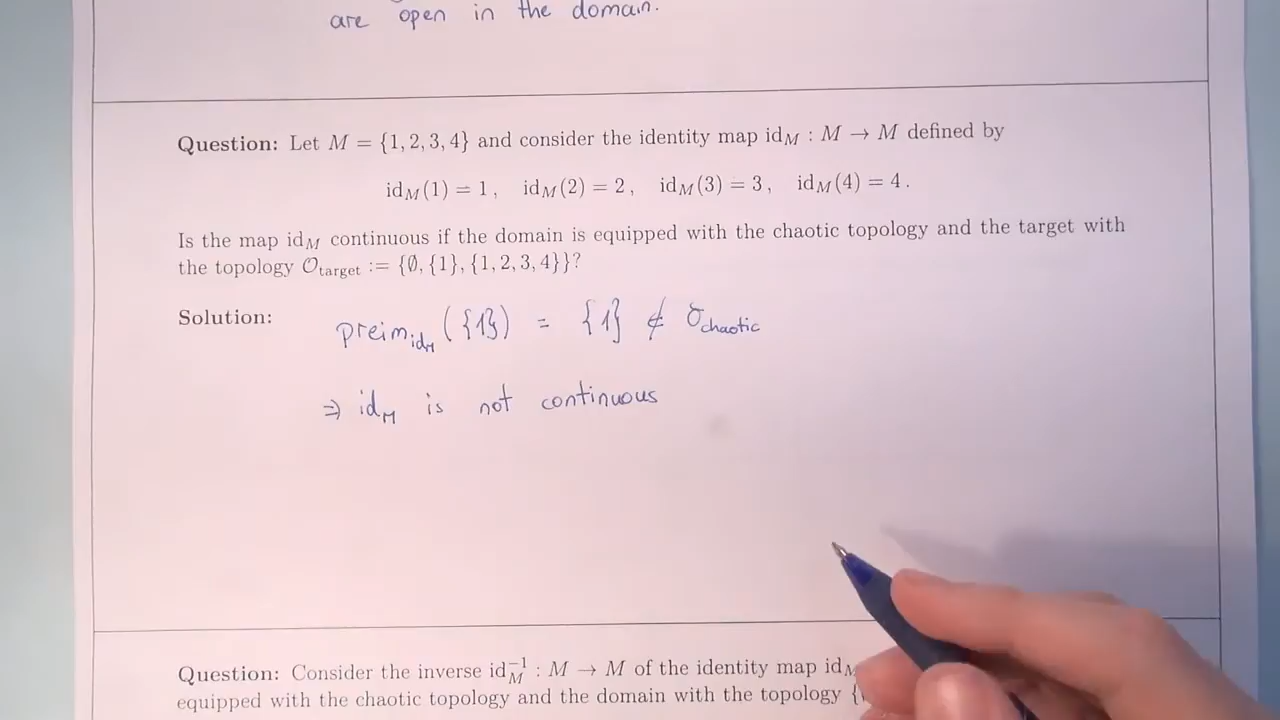 are open in the domain.
Question: Let M = {1, 2, 3, 4} and consider the identity map id_M : M → M defined by
id_M(1) = 1 , id_M(2) = 2 , id_M(3) = 3 , id_M(4) = 4 .
Is the map id_M continuous if the domain is equipped with the chaotic topology and the target with
the topology 𝒪_target := {∅, {1}, {1, 2, 3, 4}}?
Solution: preim_{id_M} ({1}) = {1} ∉ 𝒪_chaotic
⇒ id_M is not continuous
Question: Consider the inverse id_M^{-1} : M → M of the identity map id_M
equipped with the chaotic topology and the domain with the topology {